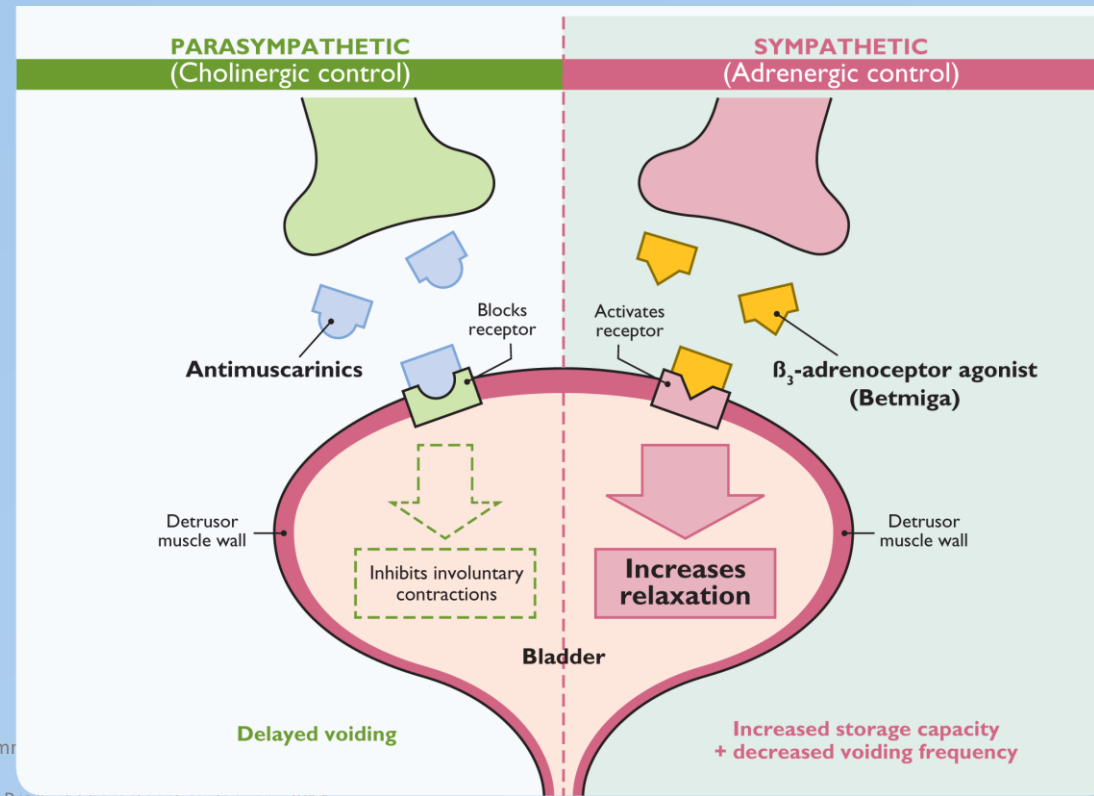 PARASYMPATHETIC
(Cholinergic control)
SYMPATHETIC
(Adrenergic control)
Blocks
receptor
Activates
receptor
Antimuscarinics
ß₃-adrenoceptor agonist
(Betmiga)
Detrusor
muscle wall
Detrusor
muscle wall
Inhibits involuntary
contractions
Increases
relaxation
Bladder
Delayed voiding
Increased storage capacity
+ decreased voiding frequency